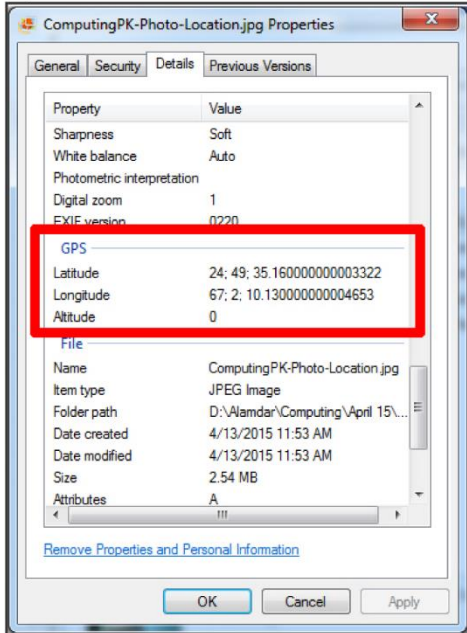 ComputingPK-Photo-Location.jpg Properties
General Security Details Previous Versions
Property Value
Sharpness Soft
White balance Auto
Photometric interpretation
Digital zoom 1
EXIF version 0220
GPS
Latitude 24; 49; 35.160000000003322
Longitude 67; 2; 10.130000000004653
Altitude 0
File
Name ComputingPK-Photo-Location.jpg
Item type JPEG Image
Folder path D:\Alamdar\Computing\April 15\...
Date created 4/13/2015 11:53 AM
Date modified 4/13/2015 11:53 AM
Size 2.54 MB
Attributes A
Remove Properties and Personal Information
OK Cancel Apply